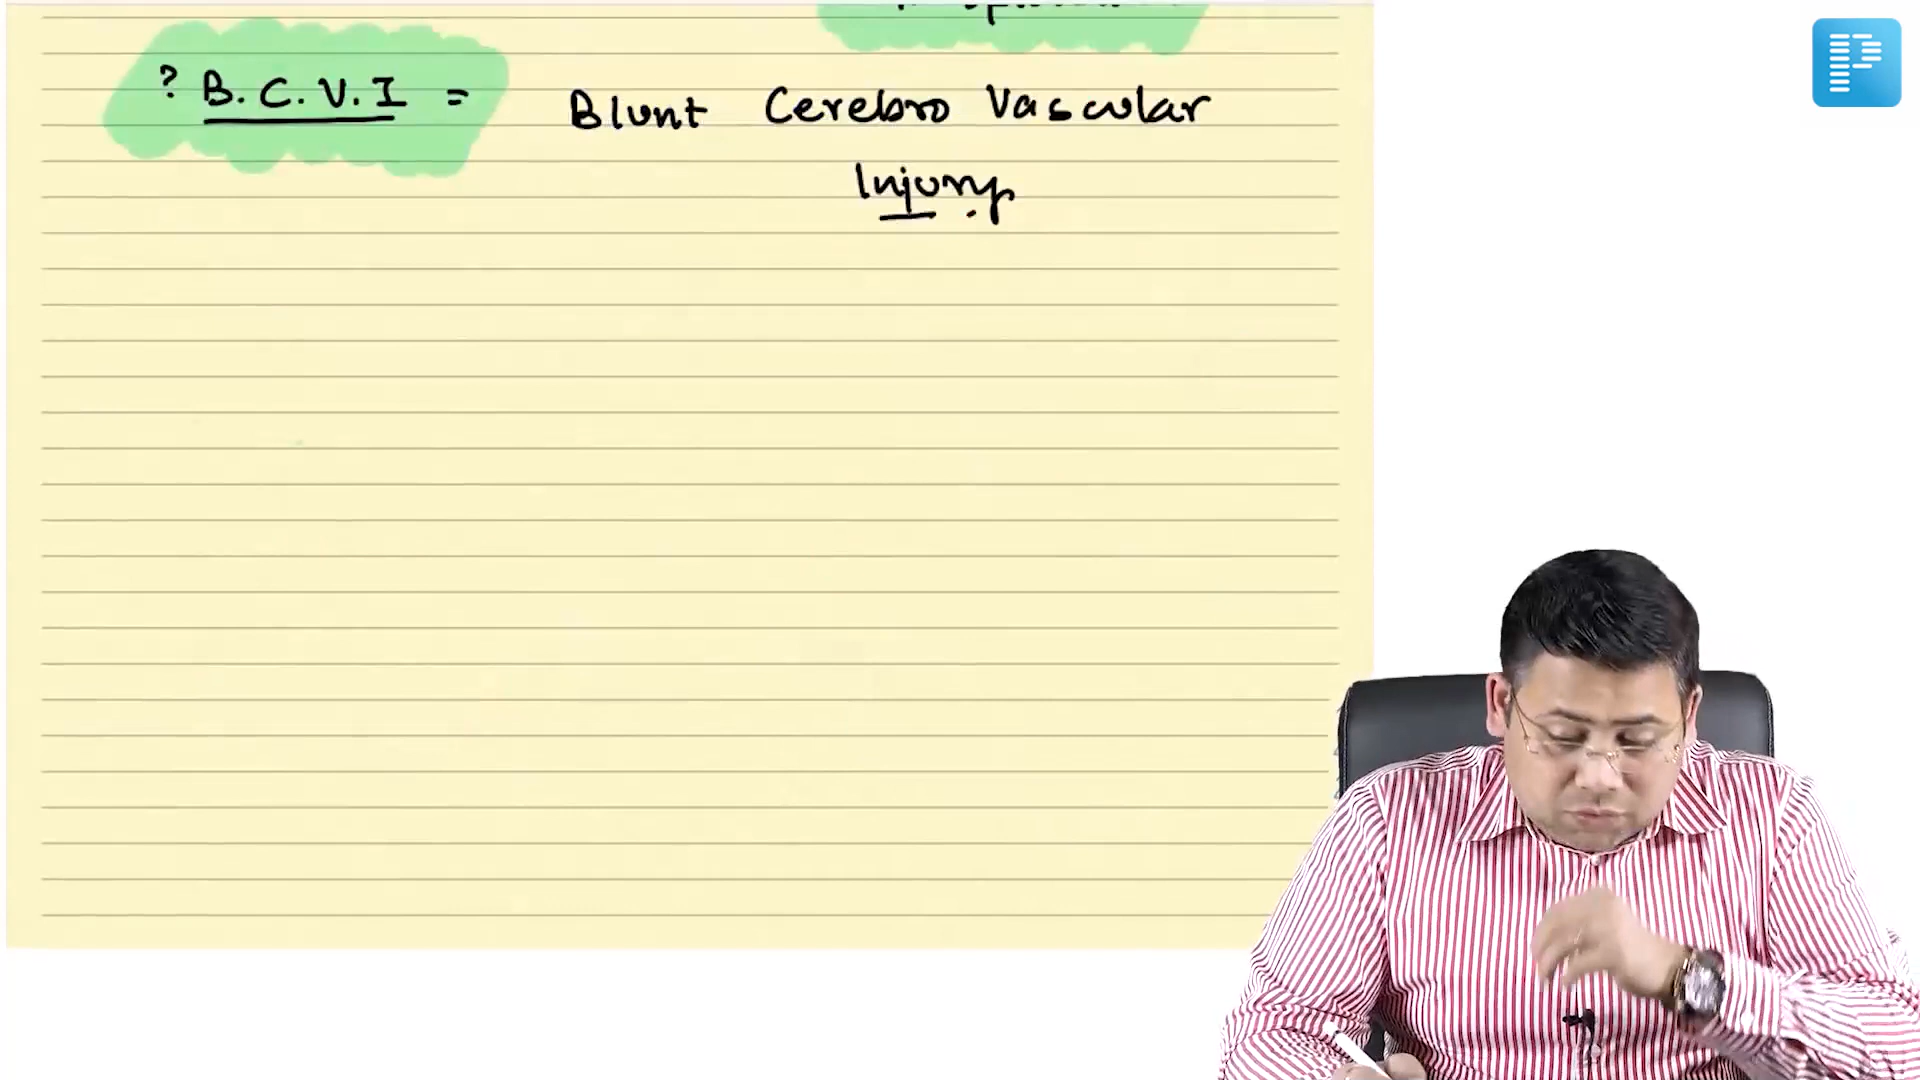 ? B. C. V. I = Blunt Cerebro Vascular
Injury